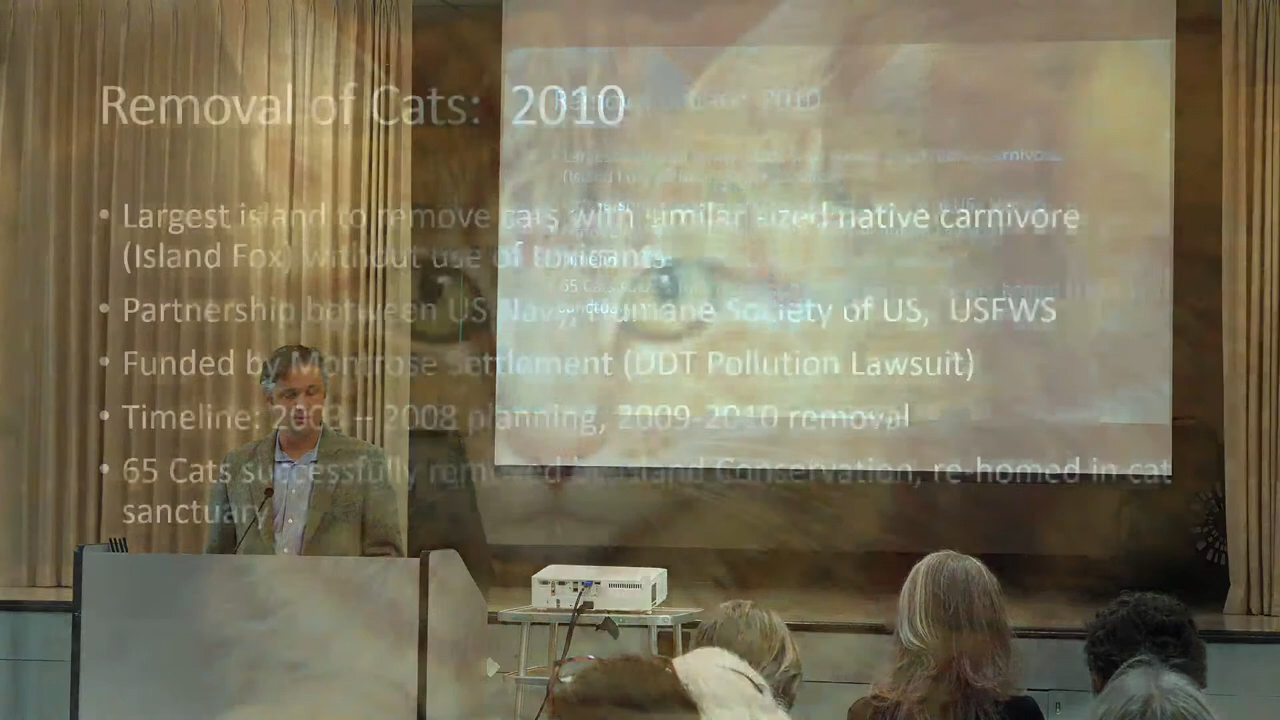 Removal of Cats: 2010
• Largest island to remove cats with similar sized native carnivore
(Island Fox) without use of toxicants
• Partnership between US Navy, Humane Society of US, USFWS
• Funded by Montrose Settlement (DDT Pollution Lawsuit)
• Timeline: 2008 planning, 2009-2010 removal
• 65 Cats successfully removed Island Conservation, re-homed in cat
sanctuary